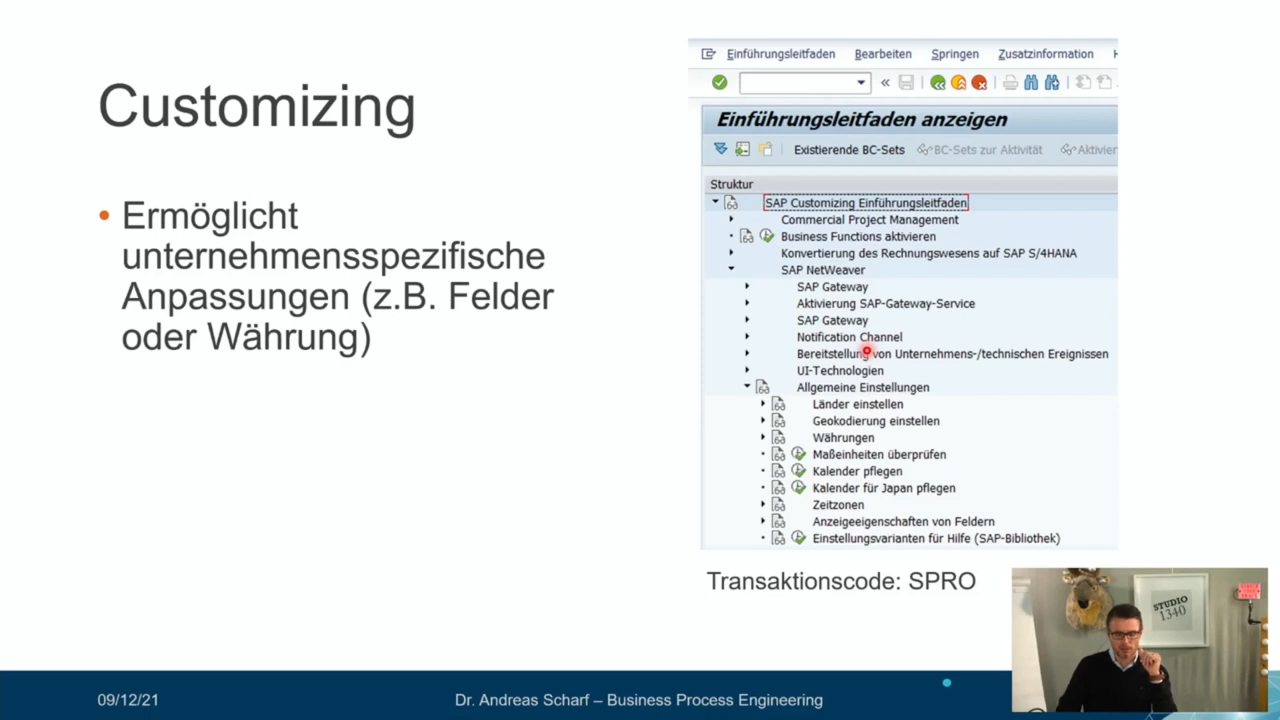 Customizing
• Ermöglicht
unternehmensspezifische
Anpassungen (z.B. Felder
oder Währung)
Einführungsleitfaden Bearbeiten Springen Zusatzinformation
Einführungsleitfaden anzeigen
Existierende BC-Sets BC-Sets zur Aktivität Aktivier
Struktur
SAP Customizing Einführungsleitfaden
Commercial Project Management
Business Functions aktivieren
Konvertierung des Rechnungswesens auf SAP S/4HANA
SAP NetWeaver
SAP Gateway
Aktivierung SAP-Gateway-Service
SAP Gateway
Notification Channel
Bereitstellung von Unternehmens-/technischen Ereignissen
UI-Technologien
Allgemeine Einstellungen
Länder einstellen
Geokodierung einstellen
Währungen
Maßeinheiten überprüfen
Kalender pflegen
Kalender für Japan pflegen
Zeitzonen
Anzeigeeigenschaften von Feldern
Einstellungsvarianten für Hilfe (SAP-Bibliothek)
Transaktionscode: SPRO
STUDIO
1340
09/12/21
Dr. Andreas Scharf – Business Process Engineering